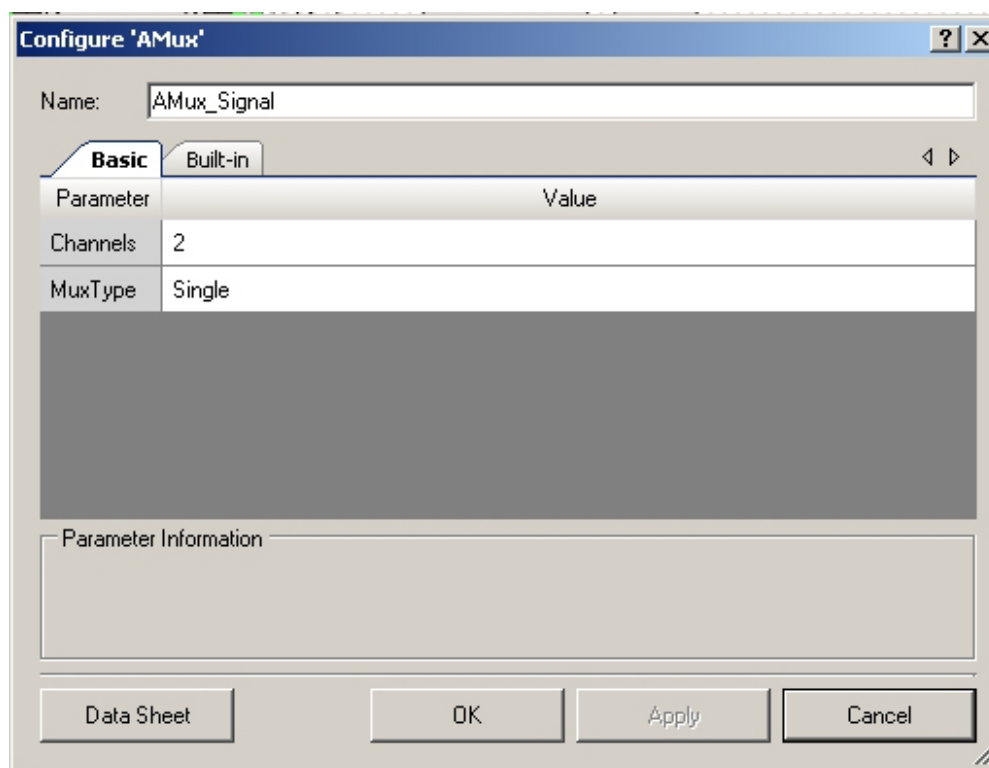 Configure 'AMux'
Name: AMux_Signal
Basic Built-in
Parameter Value
Channels 2
MuxType Single
Parameter Information
Data Sheet OK Apply Cancel